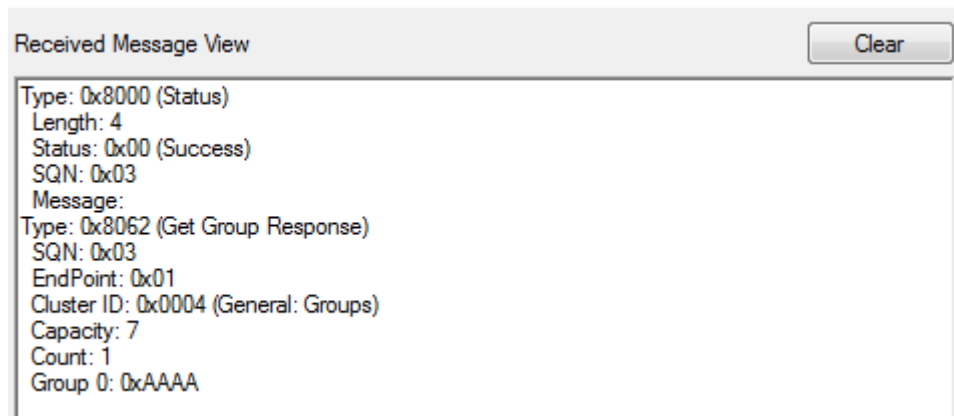 Received Message View
Clear
Type: 0x8000 (Status)
Length: 4
Status: 0x00 (Success)
SQN: 0x03
Message:
Type: 0x8062 (Get Group Response)
SQN: 0x03
EndPoint: 0x01
Cluster ID: 0x0004 (General: Groups)
Capacity: 7
Count: 1
Group 0: 0xAAAA